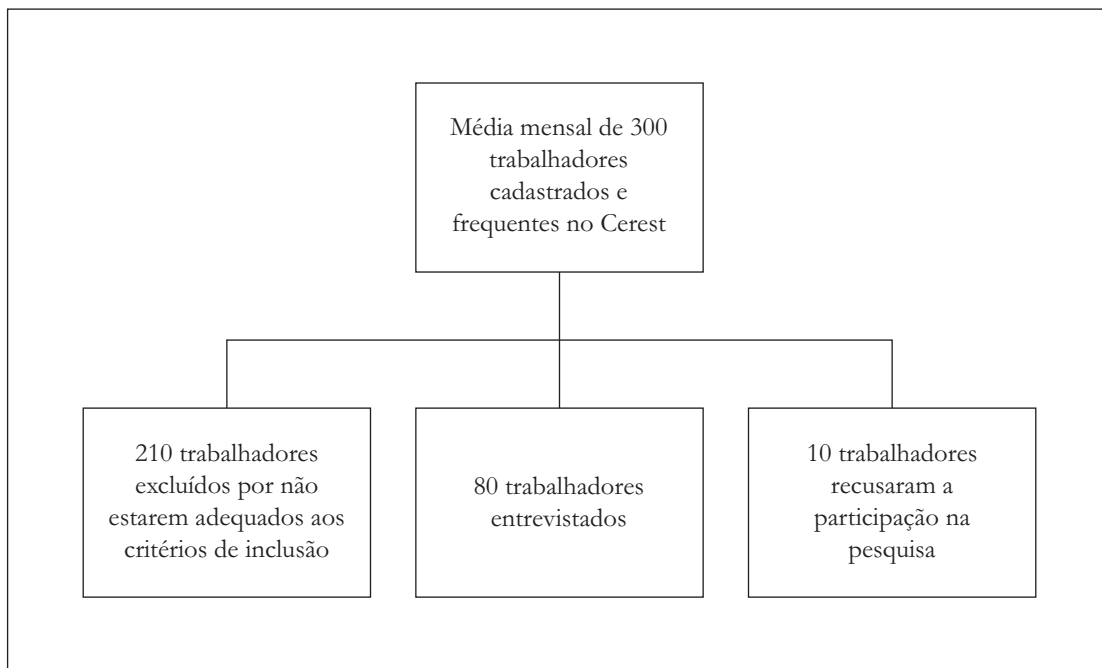 Média mensal de 300
trabalhadores
cadastrados e
frequentes no Cerest
210 trabalhadores
excluídos por não
estarem adequados aos
critérios de inclusão
80 trabalhadores
entrevistados
10 trabalhadores
recusaram a
participação na
pesquisa